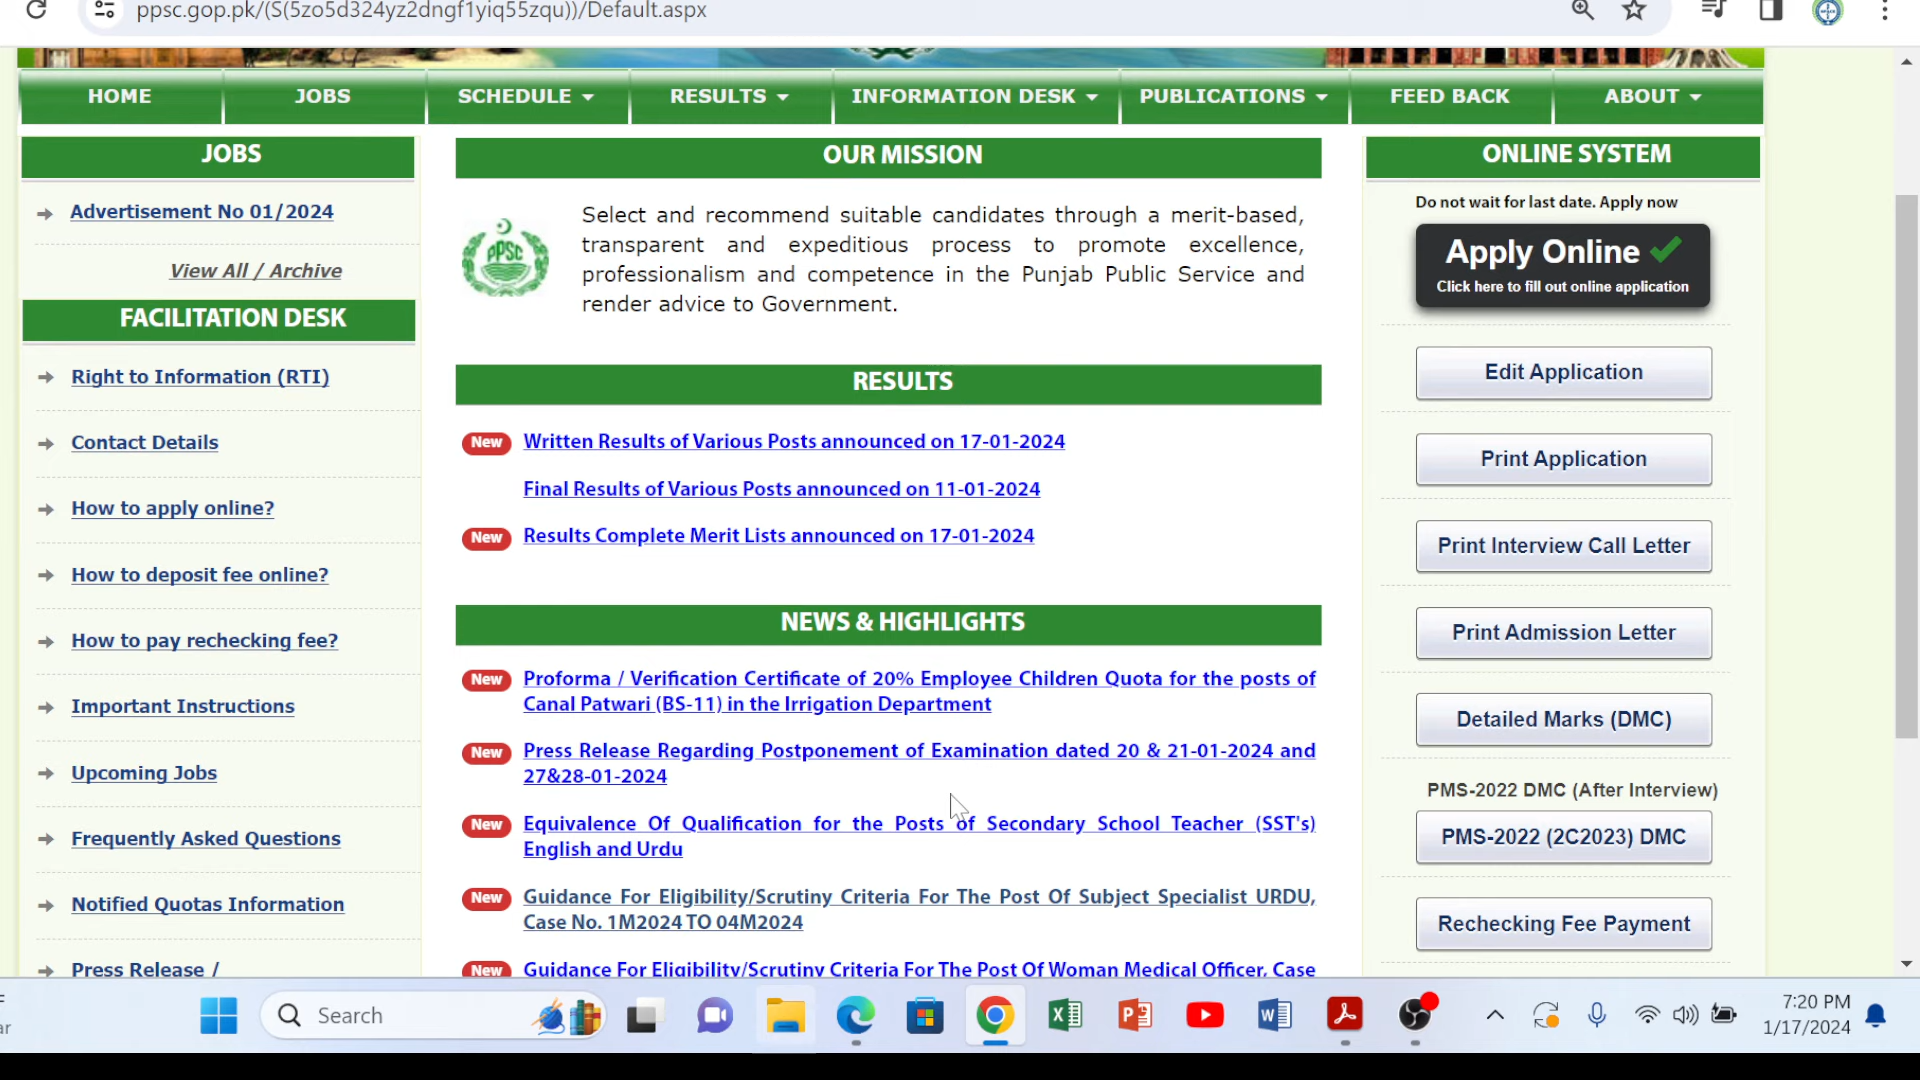 ppsc.gop.pk/(S(5zo5d324yz2dngf1yiq55zqu))/Default.aspx
HOME
JOBS
SCHEDULE
RESULTS
INFORMATION DESK
PUBLICATIONS
FEED BACK
ABOUT
JOBS
Advertisement No 01/2024
View All / Archive
FACILITATION DESK
Right to Information (RTI)
Contact Details
How to apply online?
How to deposit fee online?
How to pay rechecking fee?
Important Instructions
Upcoming Jobs
Frequently Asked Questions
Notified Quotas Information
Press Release /
OUR MISSION
PPSC
Select and recommend suitable candidates through a merit-based,
transparent and expeditious process to promote excellence,
professionalism and competence in the Punjab Public Service and
render advice to Government.
RESULTS
New Written Results of Various Posts announced on 17-01-2024
Final Results of Various Posts announced on 11-01-2024
New Results Complete Merit Lists announced on 17-01-2024
NEWS & HIGHLIGHTS
New Proforma / Verification Certificate of 20% Employee Children Quota for the posts of
Canal Patwari (BS-11) in the Irrigation Department
New Press Release Regarding Postponement of Examination dated 20 & 21-01-2024 and
27&28-01-2024
New Equivalence Of Qualification for the Posts of Secondary School Teacher (SST's)
English and Urdu
New Guidance For Eligibility/Scrutiny Criteria For The Post Of Subject Specialist URDU,
Case No. 1M2024 TO 04M2024
New Guidance For Eligibility/Scrutiny Criteria For The Post Of Woman Medical Officer, Case
ONLINE SYSTEM
Do not wait for last date. Apply now
Apply Online
Click here to fill out online application
Edit Application
Print Application
Print Interview Call Letter
Print Admission Letter
Detailed Marks (DMC)
PMS-2022 DMC (After Interview)
PMS-2022 (2C2023) DMC
Rechecking Fee Payment
Search
7:20 PM
1/17/2024